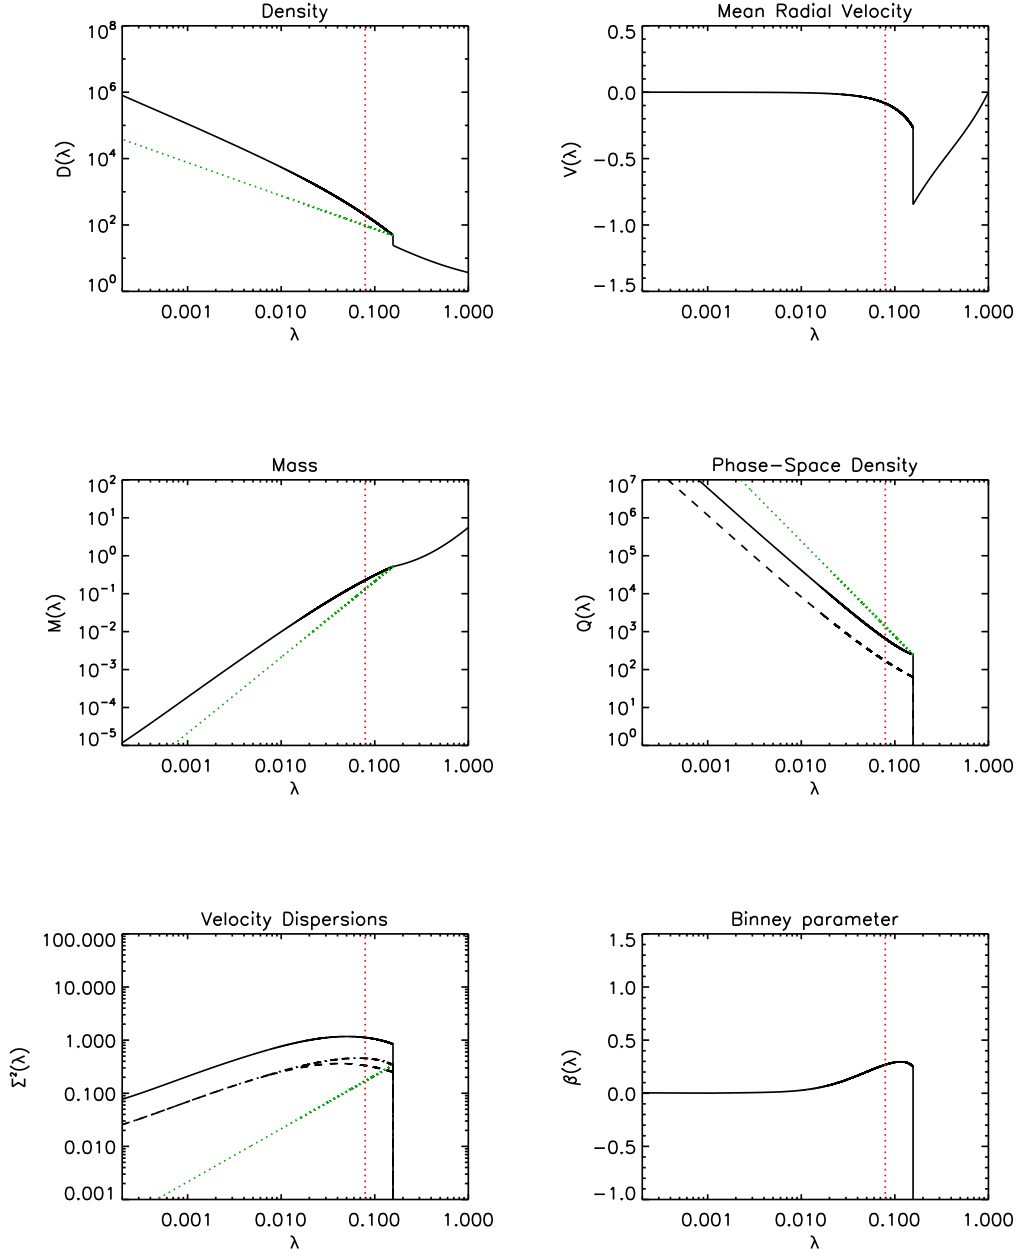 Density
10^8
10^6
10^4
10^2
10^0
D(λ)
0.001 0.010 0.100 1.000
λ
Mean Radial Velocity
0.5
0.0
−0.5
−1.0
−1.5
V(λ)
0.001 0.010 0.100 1.000
λ
Mass
10^2
10^1
10^0
10^−1
10^−2
10^−3
10^−4
10^−5
M(λ)
0.001 0.010 0.100 1.000
λ
Phase−Space Density
10^7
10^6
10^5
10^4
10^3
10^2
10^1
10^0
Q(λ)
0.001 0.010 0.100 1.000
λ
Velocity Dispersions
100.000
10.000
1.000
0.100
0.010
0.001
Σ²(λ)
0.001 0.010 0.100 1.000
λ
Binney parameter
1.5
1.0
0.5
0.0
−0.5
−1.0
β(λ)
0.001 0.010 0.100 1.000
λ